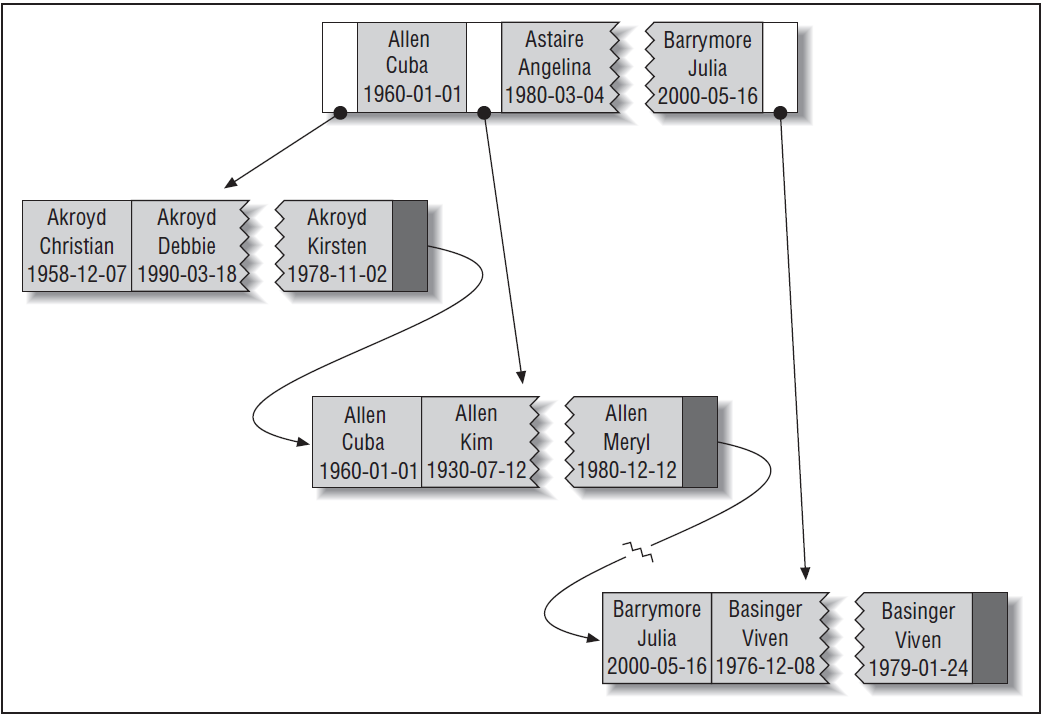 Allen
Cuba
1960-01-01
Astaire
Angelina
1980-03-04
Barrymore
Julia
2000-05-16
Akroyd
Christian
1958-12-07
Akroyd
Debbie
1990-03-18
Akroyd
Kirsten
1978-11-02
Allen
Cuba
1960-01-01
Allen
Kim
1930-07-12
Allen
Meryl
1980-12-12
Barrymore
Julia
2000-05-16
Basinger
Viven
1976-12-08
Basinger
Viven
1979-01-24